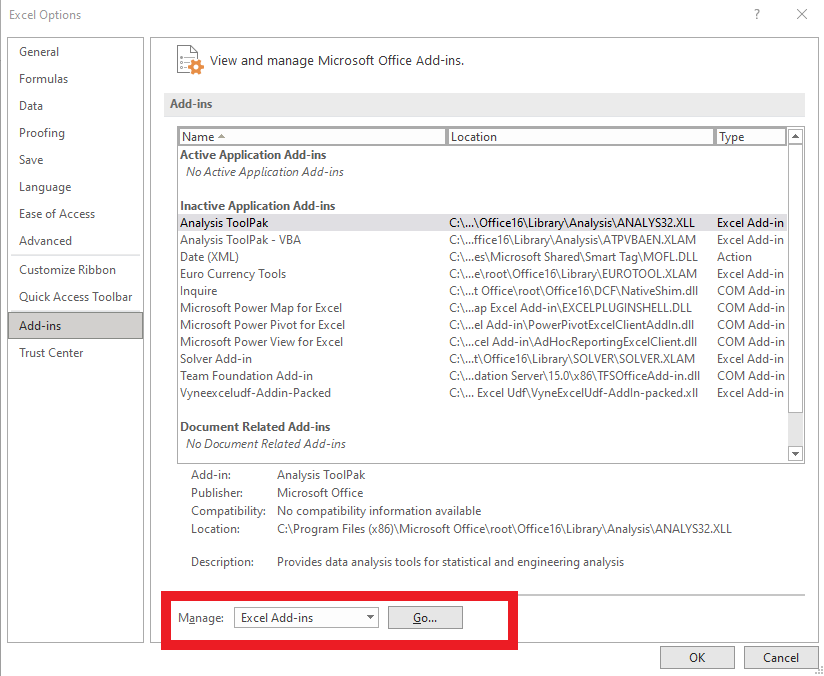 Excel Options ?
General
Formulas
Data
Proofing
Save
Language
Ease of Access
Advanced
Customize Ribbon
Quick Access Toolbar
Add-ins
Trust Center
View and manage Microsoft Office Add-ins.
Add-ins
Name Location Type
Active Application Add-ins
No Active Application Add-ins
Inactive Application Add-ins
Analysis ToolPak C:\...\Office16\Library\Analysis\ANALYS32.XLL Excel Add-in
Analysis ToolPak - VBA C:\...ffice16\Library\Analysis\ATPVBAEN.XLAM Excel Add-in
Date (XML) C:\...es\Microsoft Shared\Smart Tag\MOFL.DLL Action
Euro Currency Tools C:\...e\root\Office16\Library\EUROTOOL.XLAM Excel Add-in
Inquire C:\...t Office\root\Office16\DCF\NativeShim.dll COM Add-in
Microsoft Power Map for Excel C:\...ap Excel Add-in\EXCELPLUGINSHELL.DLL COM Add-in
Microsoft Power Pivot for Excel C:\...el Add-in\PowerPivotExcelClientAddIn.dll COM Add-in
Microsoft Power View for Excel C:\...cel Add-in\AdHocReportingExcelClient.dll COM Add-in
Solver Add-in C:\...t\Office16\Library\SOLVER\SOLVER.XLAM Excel Add-in
Team Foundation Add-in C:\...dation Server\15.0\x86\TFSOfficeAdd-in.dll COM Add-in
Vyneexceludf-Addin-Packed C:\... Excel Udf\VyneExcelUdf-AddIn-packed.xll Excel Add-in
Document Related Add-ins
No Document Related Add-ins
Add-in: Analysis ToolPak
Publisher: Microsoft Office
Compatibility: No compatibility information available
Location: C:\Program Files (x86)\Microsoft Office\root\Office16\Library\Analysis\ANALYS32.XLL
Description: Provides data analysis tools for statistical and engineering analysis
Manage: Excel Add-ins Go...
OK Cancel